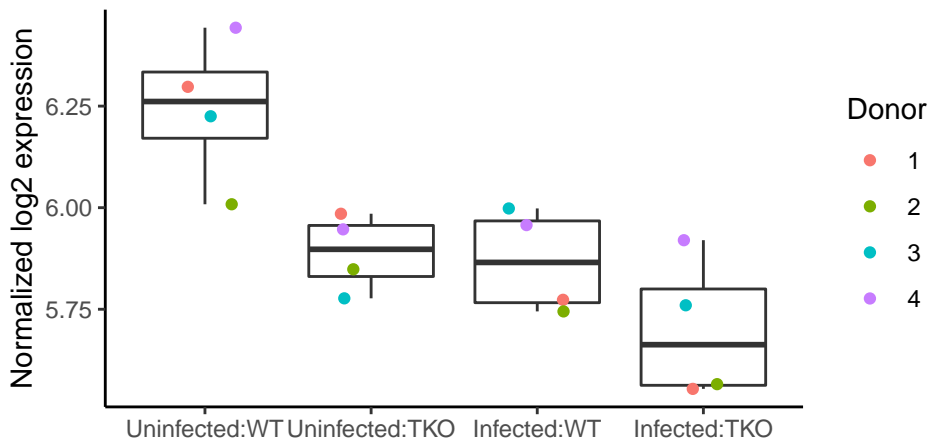 Normalized log2 expression
6.25
6.00
5.75
Uninfected:WT Uninfected:TKO Infected:WT Infected:TKO
Donor
1
2
3
4